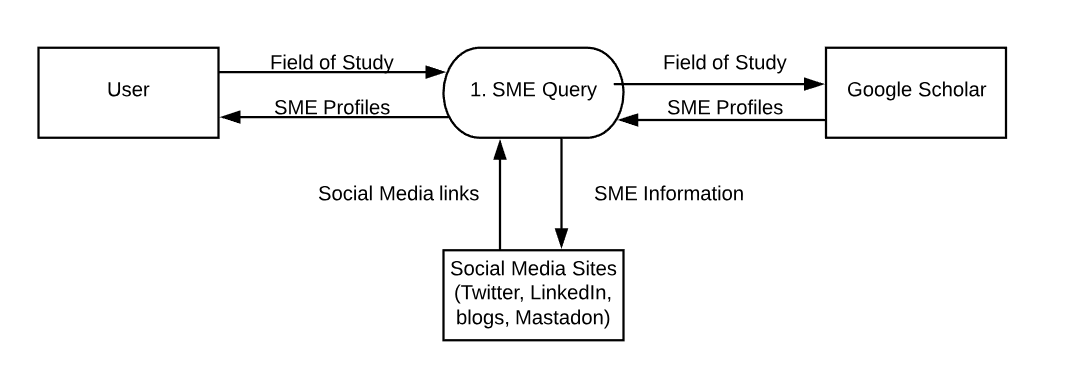 Field of Study
Field of Study
User
1. SME Query
Google Scholar
SME Profiles
SME Profiles
Social Media links
SME Information
Social Media Sites
(Twitter, LinkedIn,
blogs, Mastadon)